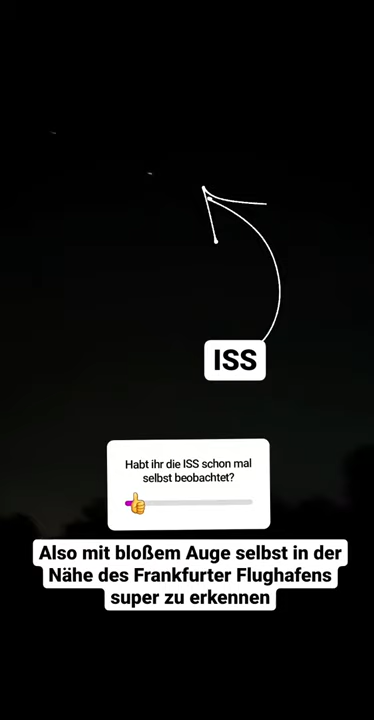 ISS
Habt ihr die ISS schon mal
selbst beobachtet?
Also mit bloßem Auge selbst in der
Nähe des Frankfurter Flughafens
super zu erkennen